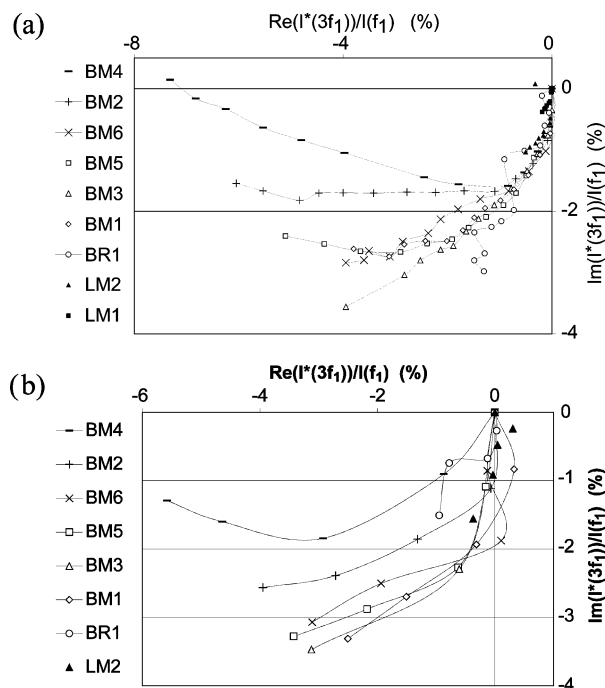 (a)
Re(I*(3f₁))/I(f₁) (%)
-8 -4 0
BM4
BM2
BM6
BM5
BM3
BM1
BR1
LM2
LM1
0
-2
-4
Im(I*(3f₁))/I(f₁) (%)
(b)
Re(I*(3f₁))/I(f₁) (%)
-6 -4 -2 0
BM4
BM2
BM6
BM5
BM3
BM1
BR1
LM2
0
-1
-2
-3
-4
Im(I*(3f₁))/I(f₁) (%)